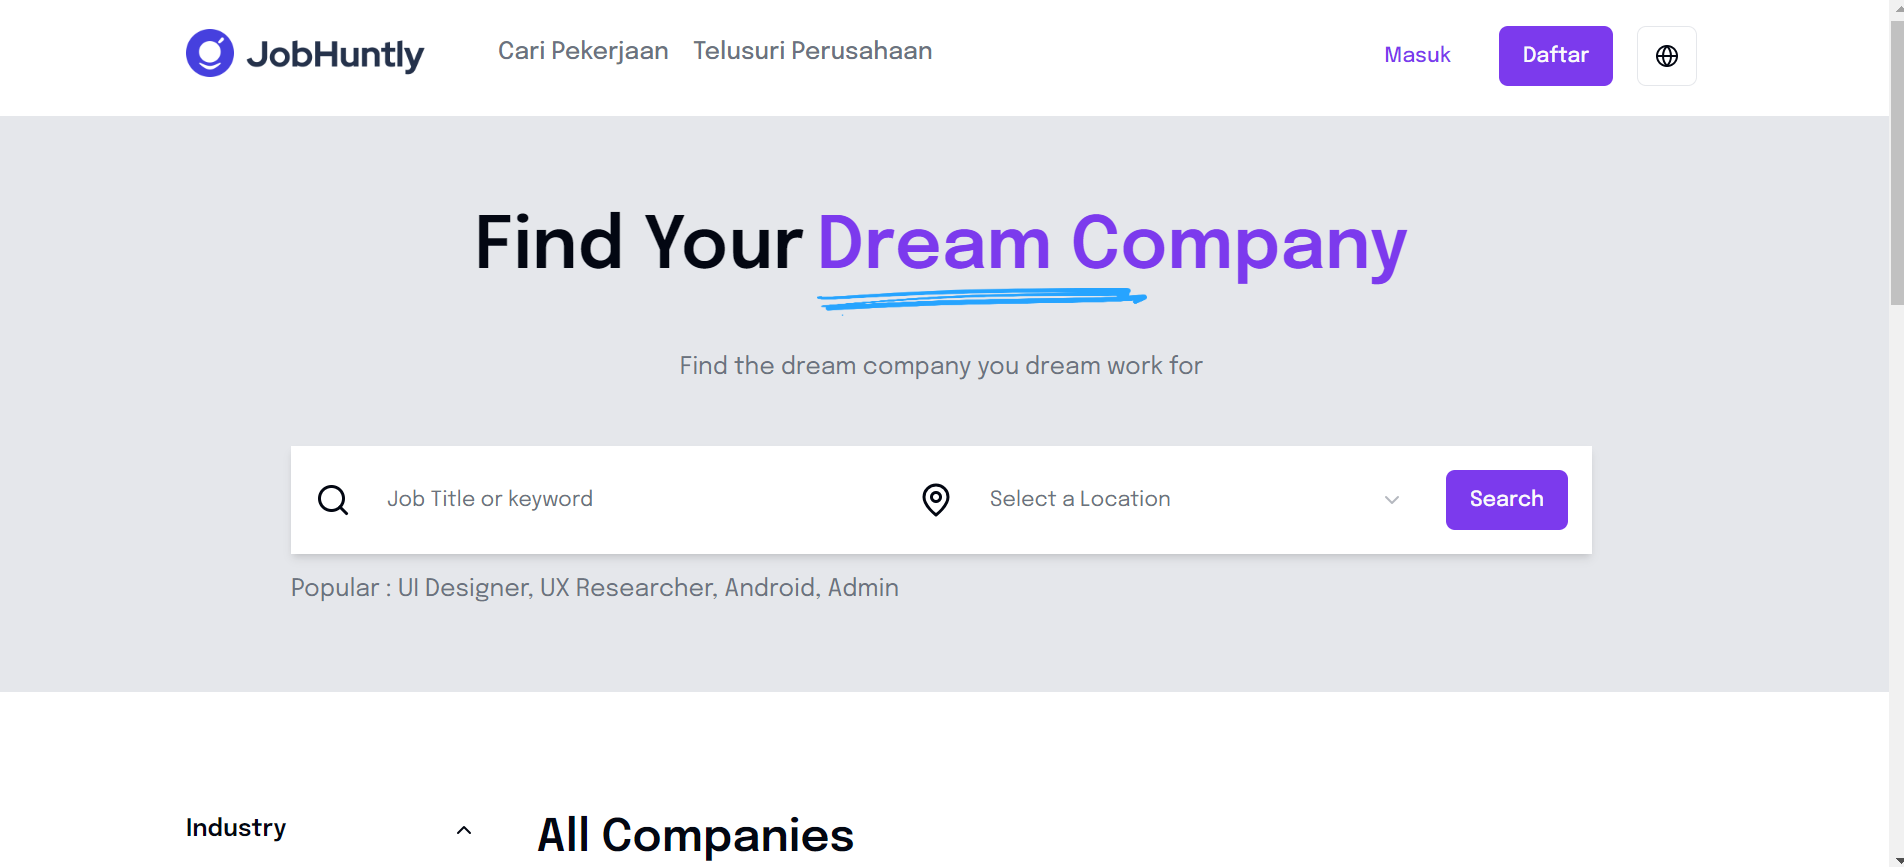 JobHuntly
Cari Pekerjaan
Telusuri Perusahaan
Masuk
Daftar
Find Your Dream Company
Find the dream company you dream work for
Job Title or keyword
Select a Location
Search
Popular : UI Designer, UX Researcher, Android, Admin
Industry
All Companies